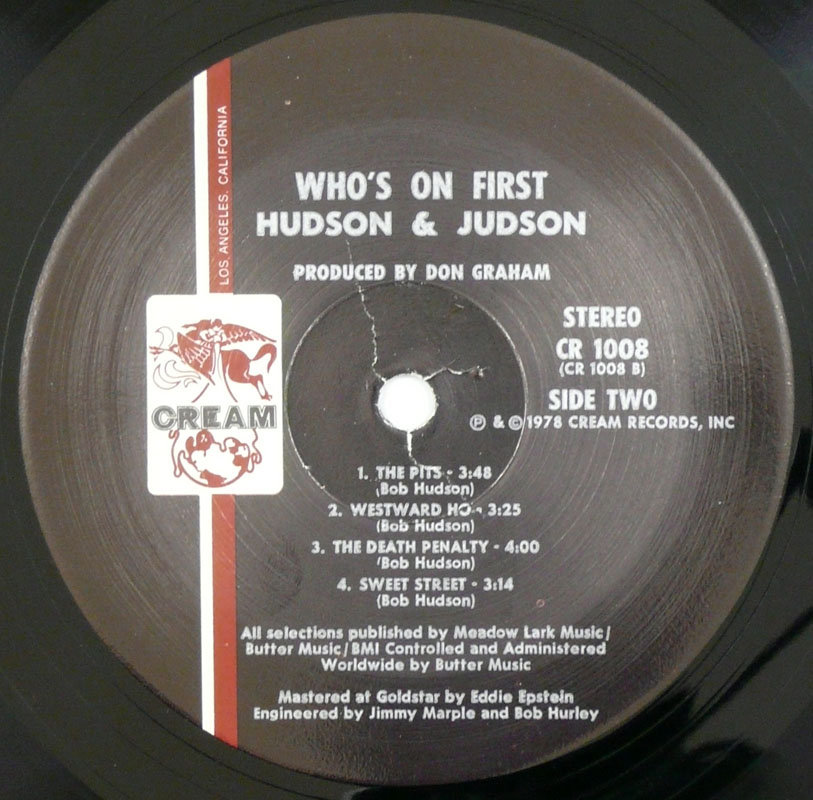 LOS ANGELES, CALIFORNIA
WHO'S ON FIRST
HUDSON & JUDSON
PRODUCED BY DON GRAHAM
STEREO
CR 1008
(CR 1008 B)
SIDE TWO
Ⓟ & © 1978 CREAM RECORDS, INC
CREAM
1. THE PITS - 3:48
(Bob Hudson)
2. WESTWARD HO - 3:25
(Bob Hudson)
3. THE DEATH PENALTY - 4:00
(Bob Hudson)
4. SWEET STREET - 3:14
(Bob Hudson)
All selections published by Meadow Lark Music/
Butter Music/BMI Controlled and Administered
Worldwide by Butter Music
Mastered at Goldstar by Eddie Epstein
Engineered by Jimmy Marple and Bob Hurley